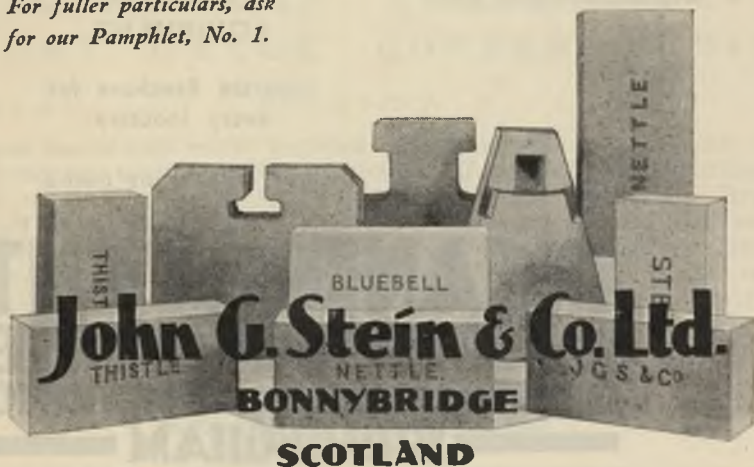 For fuller particulars, ask
for our Pamphlet, No. 1.
NETTLE
THIST
BLUEBELL
STE
John G. Stein & Co. Ltd.
THISTLE
NETTLE.
J G S & Co
BONNYBRIDGE
SCOTLAND